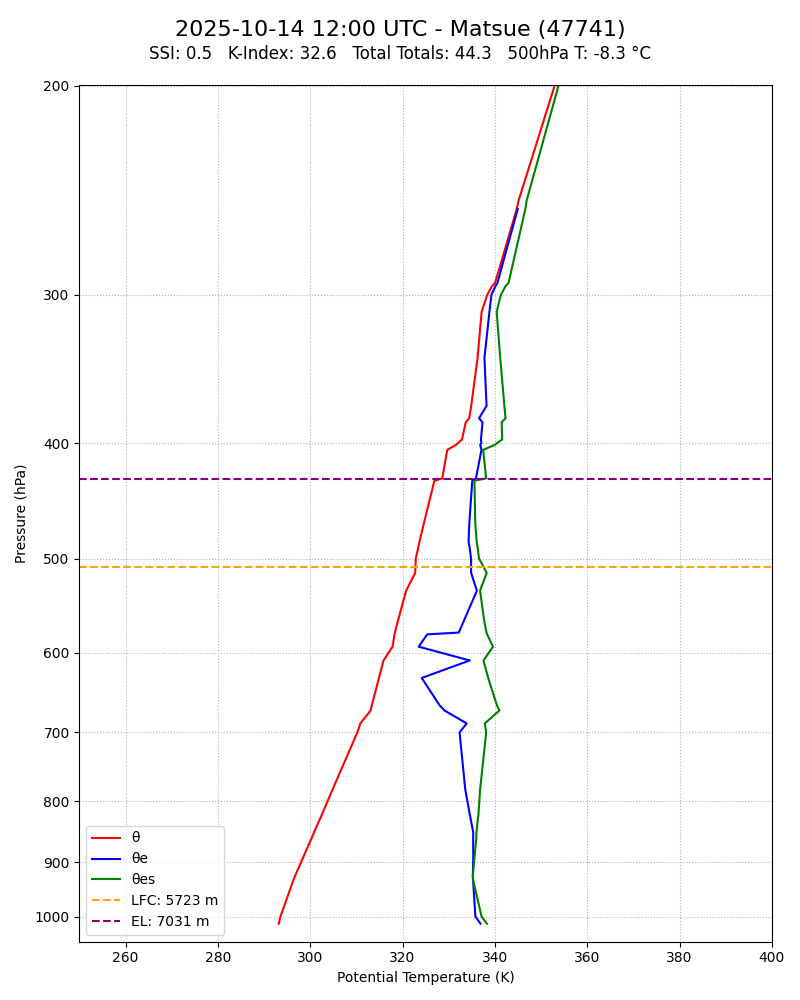 2025-10-14 12:00 UTC - Matsue (47741)
SSI: 0.5 K-Index: 32.6 Total Totals: 44.3 500hPa T: -8.3 °C
200
300
400
500
600
700
800
900
1000
Pressure (hPa)
θ
θe
θes
LFC: 5723 m
EL: 7031 m
260 280 300 320 340 360 380 400
Potential Temperature (K)